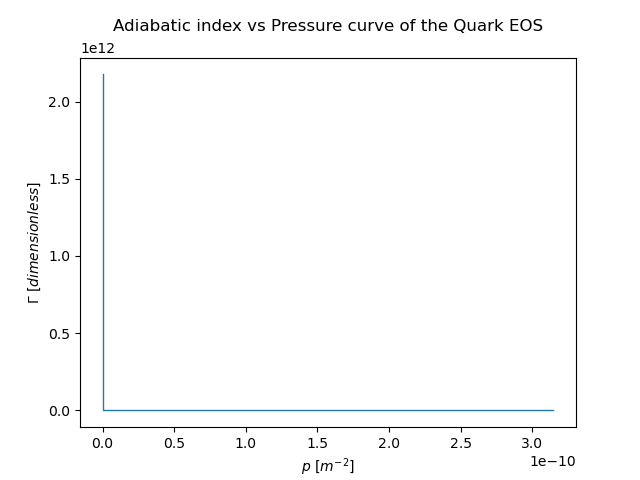 Adiabatic index vs Pressure curve of the Quark EOS
1e12
2.0
1.5
1.0
0.5
0.0
Γ [dimensionless]
0.0 0.5 1.0 1.5 2.0 2.5 3.0
1e−10
p [m⁻²]